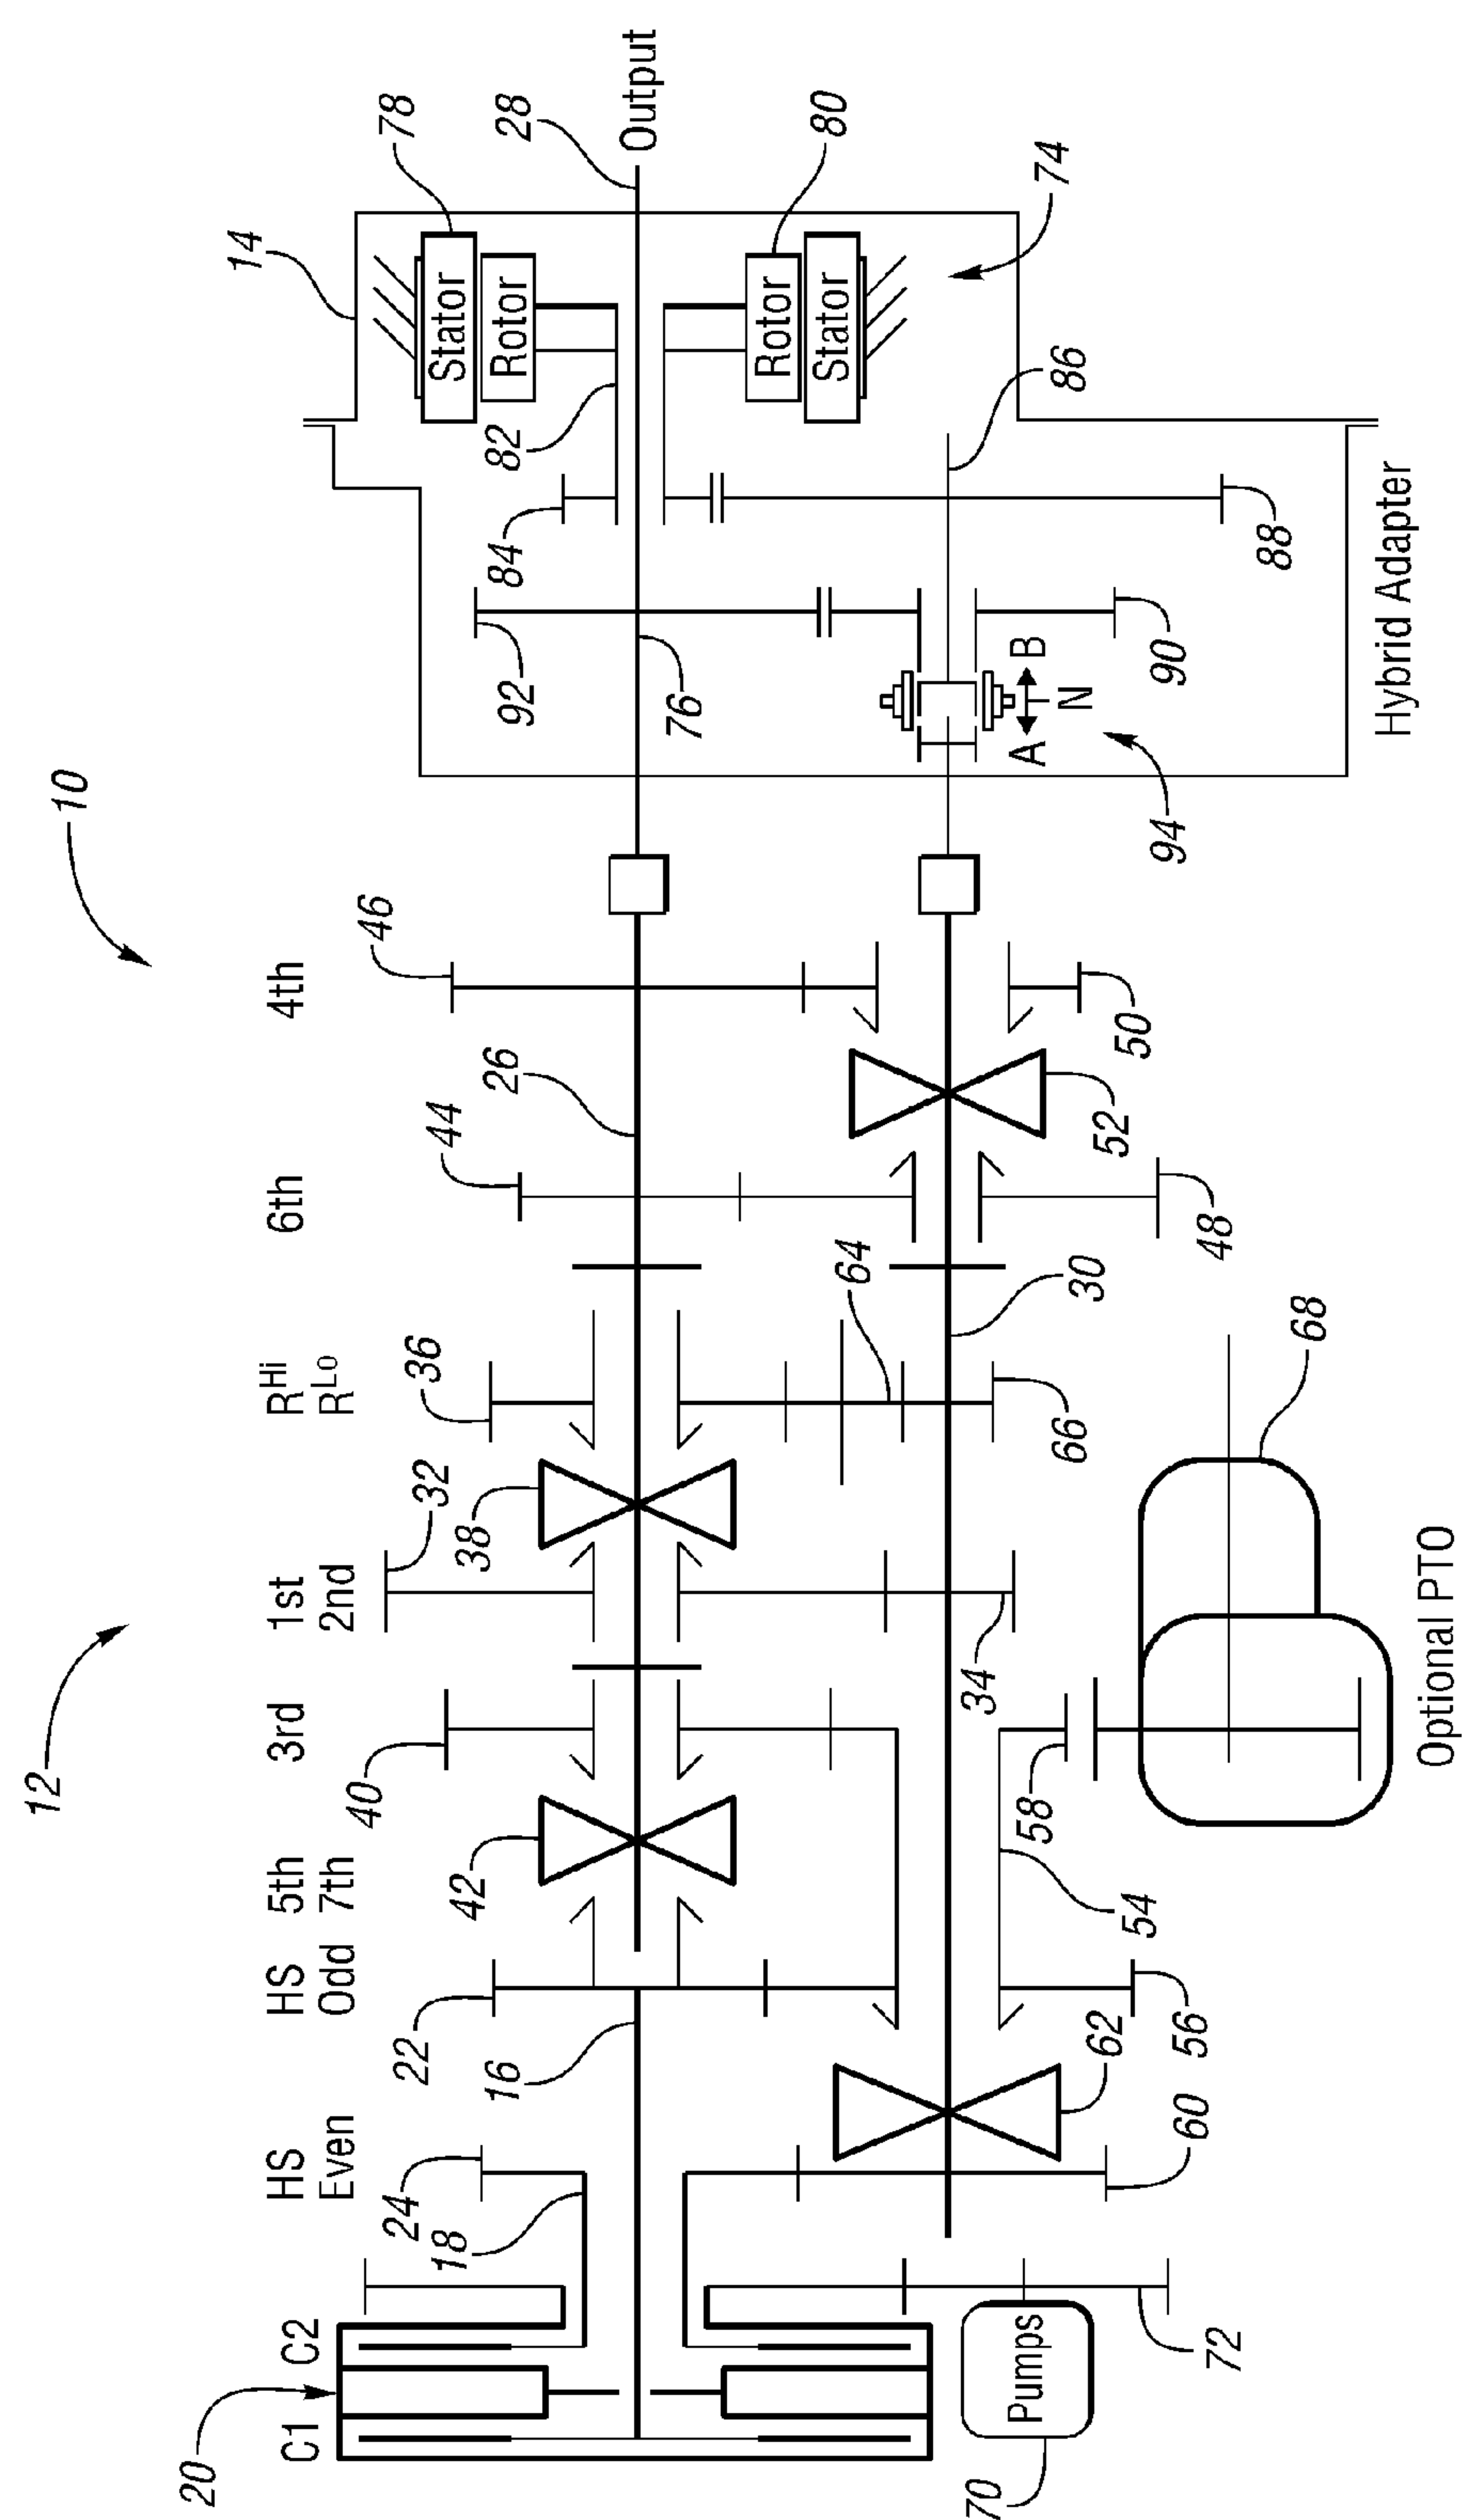 10
12
14
78
28
Output
80
74
Stator
Rotor
Rotor
Stator
82
84
86
88
92
76
90
A
N
B
94
Hybrid Adapter
4th
46
6th
44
26
50
52
48
R^Hi
R^Lo
36
64
30
66
68
1st
2nd
32
38
34
3rd
40
58
Optional PTO
5th
7th
42
54
HS
Odd
22
16
56
62
HS
Even
24
18
60
C2
C1
20
Pumps
70
72